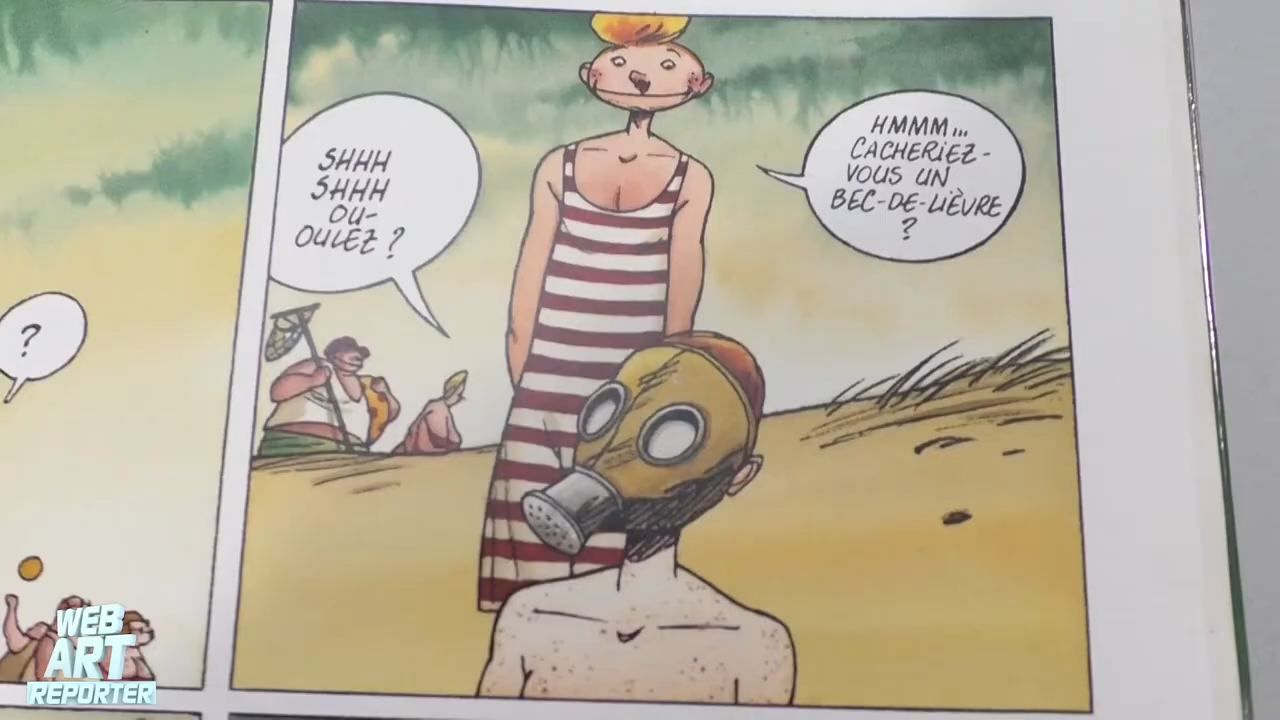 ?
SHHH
SHHH
OU-
OULEZ ?
HMMM...
CACHERIEZ-
VOUS UN
BEC-DE-LIÈVRE
?
WEB
ART
REPORTER